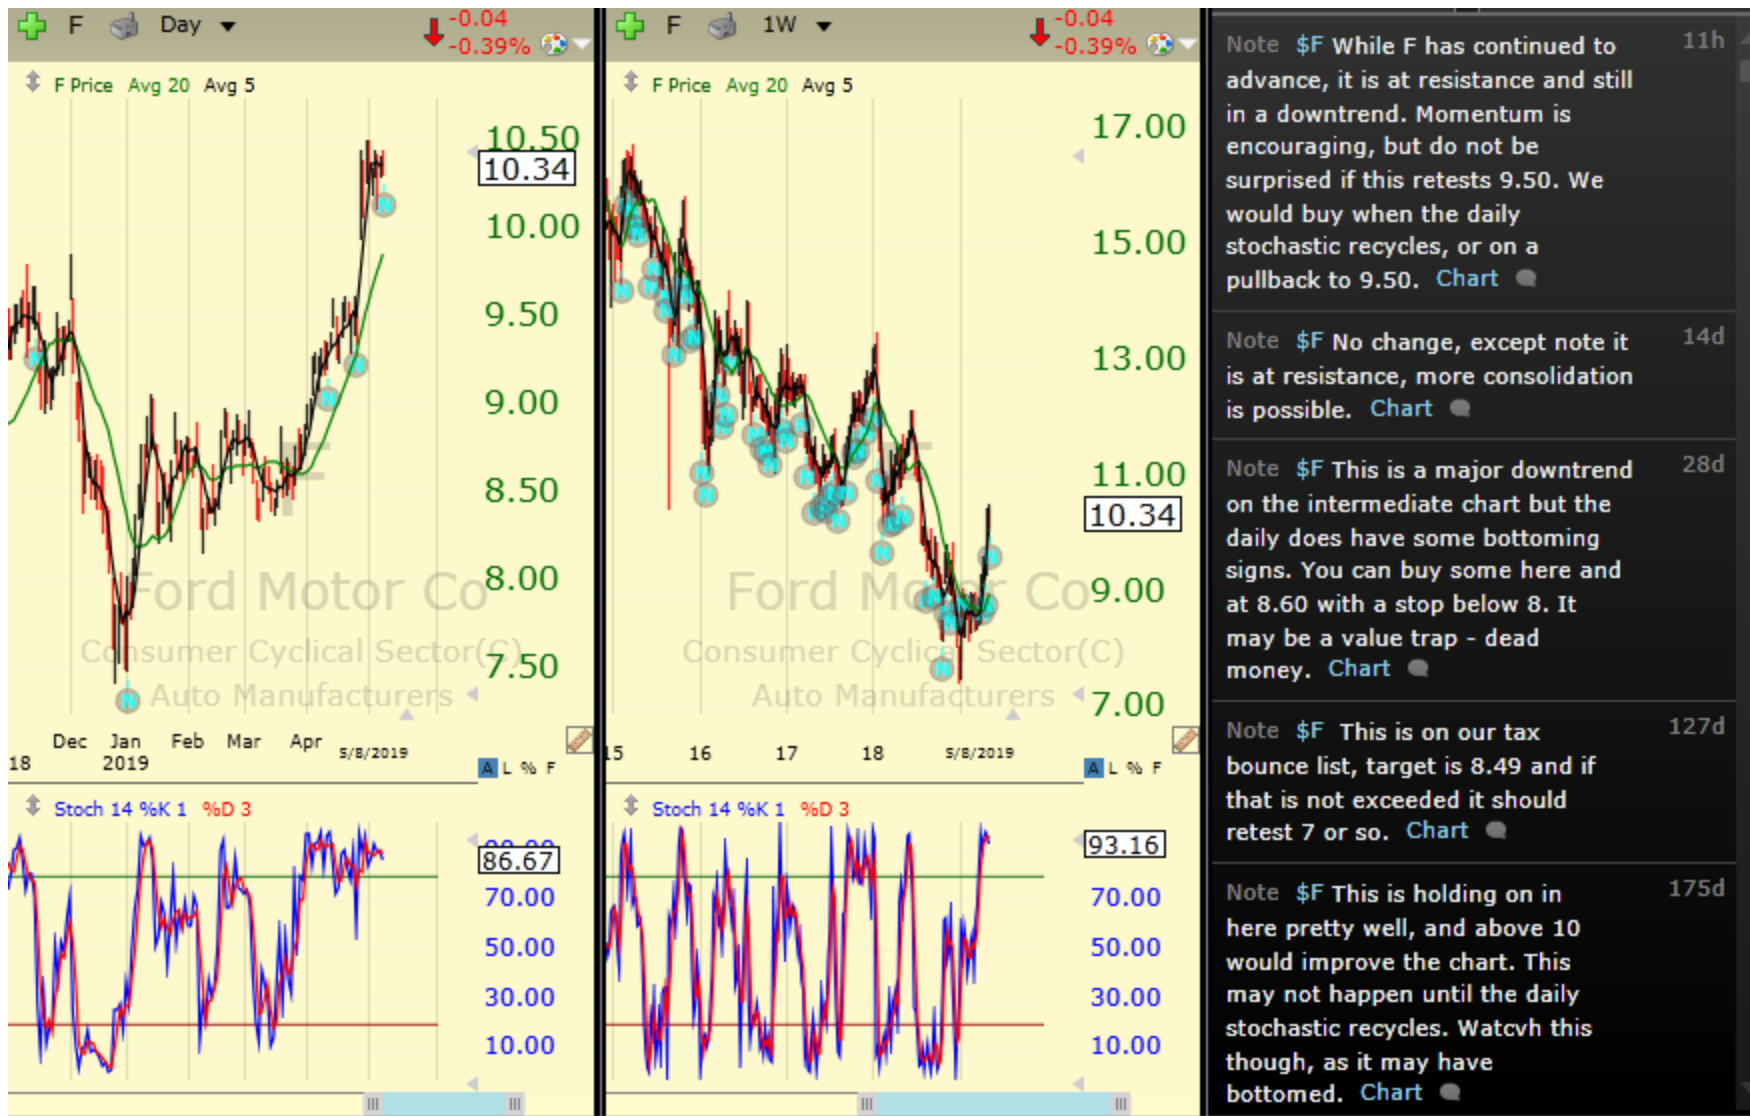 F Day -0.04
-0.39%
F Price Avg 20 Avg 5
10.50
10.34
10.00
9.50
9.00
8.50
8.00
7.50
F
Ford Motor Co
Consumer Cyclical Sector(C)
Auto Manufacturers
Dec Jan Feb Mar Apr 5/8/2019
18 2019
A L % F
Stoch 14 %K 1 %D 3
90.00
86.67
70.00
50.00
30.00
10.00
F 1W -0.04
-0.39%
F Price Avg 20 Avg 5
17.00
15.00
13.00
11.00
10.34
9.00
7.00
F
Ford Motor Co
Consumer Cyclical Sector(C)
Auto Manufacturers
15 16 17 18 5/8/2019
A L % F
Stoch 14 %K 1 %D 3
93.16
70.00
50.00
30.00
10.00
Note $F While F has continued to 11h
advance, it is at resistance and still
in a downtrend. Momentum is
encouraging, but do not be
surprised if this retests 9.50. We
would buy when the daily
stochastic recycles, or on a
pullback to 9.50. Chart
Note $F No change, except note it 14d
is at resistance, more consolidation
is possible. Chart
Note $F This is a major downtrend 28d
on the intermediate chart but the
daily does have some bottoming
signs. You can buy some here and
at 8.60 with a stop below 8. It
may be a value trap - dead
money. Chart
Note $F This is on our tax 127d
bounce list, target is 8.49 and if
that is not exceeded it should
retest 7 or so. Chart
Note $F This is holding on in 175d
here pretty well, and above 10
would improve the chart. This
may not happen until the daily
stochastic recycles. Watcvh this
though, as it may have
bottomed. Chart